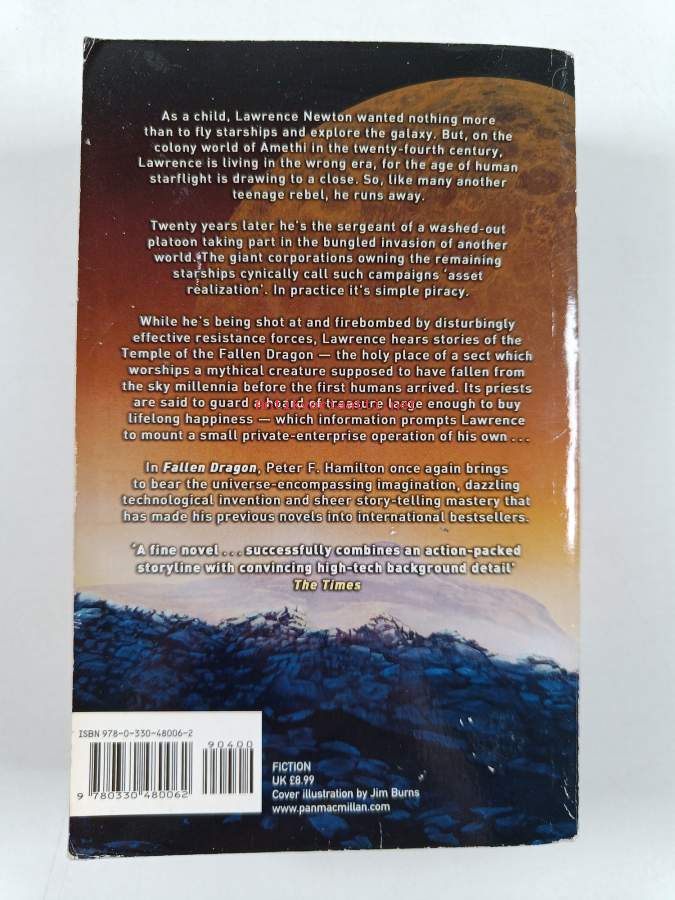 As a child, Lawrence Newton wanted nothing more
than to fly starships and explore the galaxy. But, on the
colony world of Amethi in the twenty-fourth century,
Lawrence is living in the wrong era, for the age of human
starflight is drawing to a close. So, like many another
teenage rebel, he runs away.
Twenty years later he's the sergeant of a washed-out
platoon taking part in the bungled invasion of another
world. The giant corporations owning the remaining
starships cynically call such campaigns 'asset
realization'. In practice it's simple piracy.
While he's being shot at and firebombed by disturbingly
effective resistance forces, Lawrence hears stories of the
Temple of the Fallen Dragon — the holy place of a sect which
worships a mythical creature supposed to have fallen from
the sky millennia before the first humans arrived. Its priests
are said to guard a hoard of treasure large enough to buy
lifelong happiness — which information prompts Lawrence
to mount a small private-enterprise operation of his own . . .
In Fallen Dragon, Peter F. Hamilton once again brings
to bear the universe-encompassing imagination, dazzling
technological invention and sheer story-telling mastery that
has made his previous novels into international bestsellers.
'A fine novel . . . successfully combines an action-packed
storyline with convincing high-tech background detail'
The Times
ISBN 978-0-330-48006-2
90400
9 780330 480062
FICTION
UK £8.99
Cover illustration by Jim Burns
www.panmacmillan.com